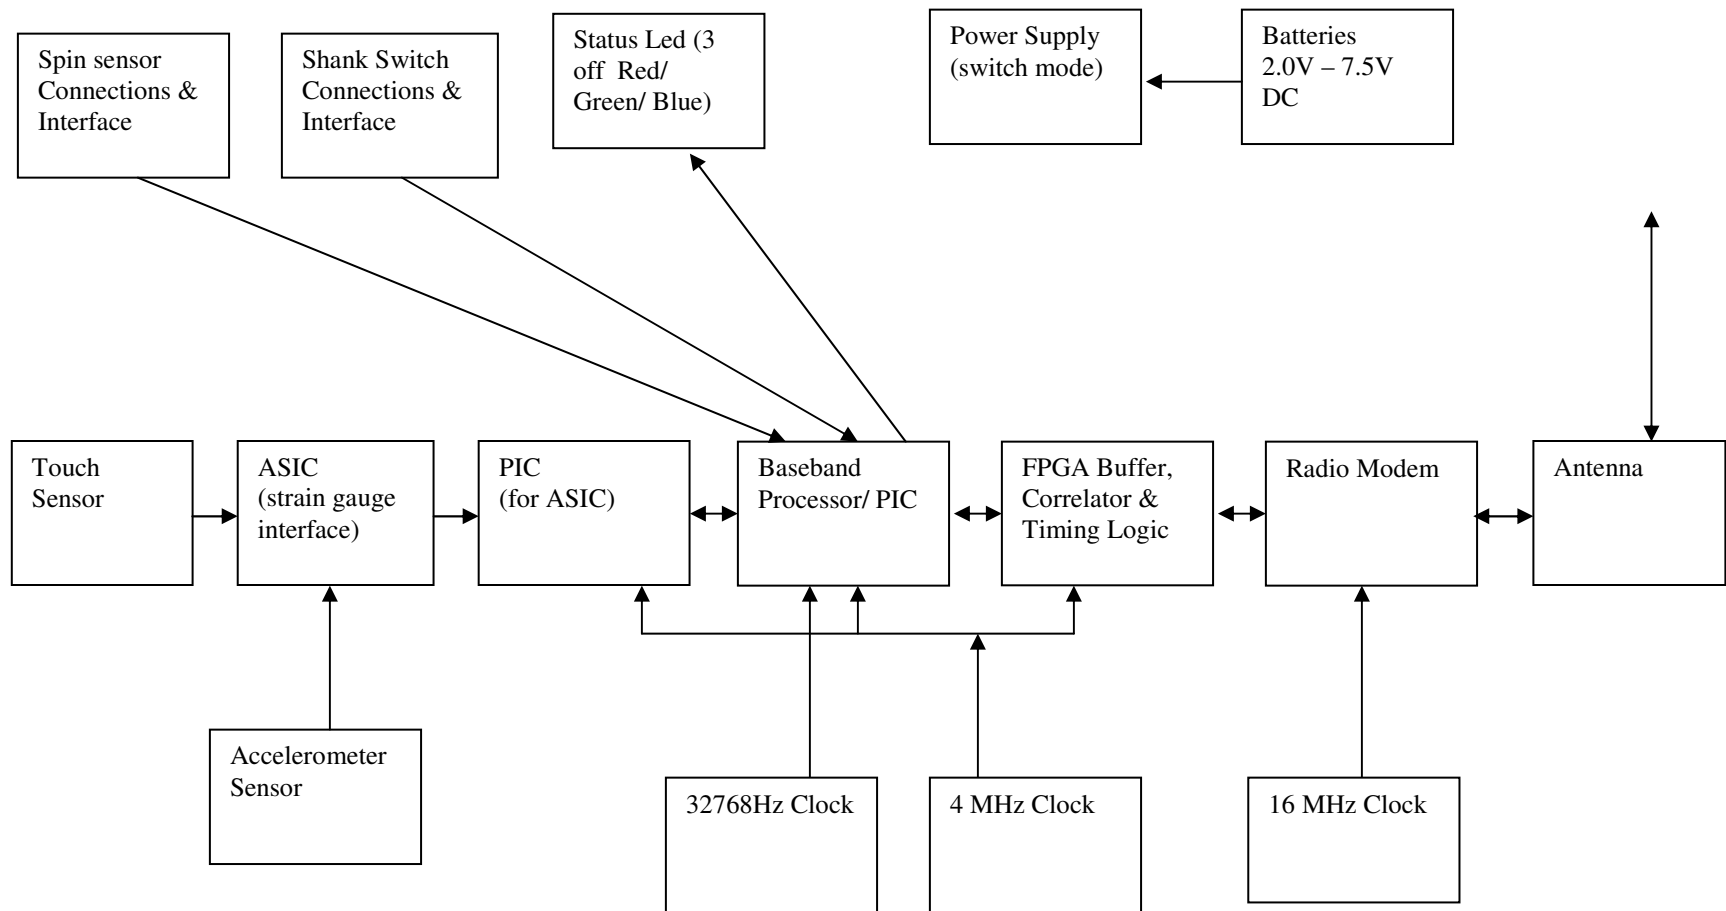 Spin sensor
Connections &
Interface
Shank Switch
Connections &
Interface
Status Led (3
off  Red/
Green/ Blue)
Power Supply
(switch mode)
Batteries
2.0V – 7.5V
DC
Touch
Sensor
ASIC
(strain gauge
interface)
PIC
(for ASIC)
Baseband
Processor/ PIC
FPGA Buffer,
Correlator &
Timing Logic
Radio Modem
Antenna
Accelerometer
Sensor
32768Hz Clock
4 MHz Clock
16 MHz Clock